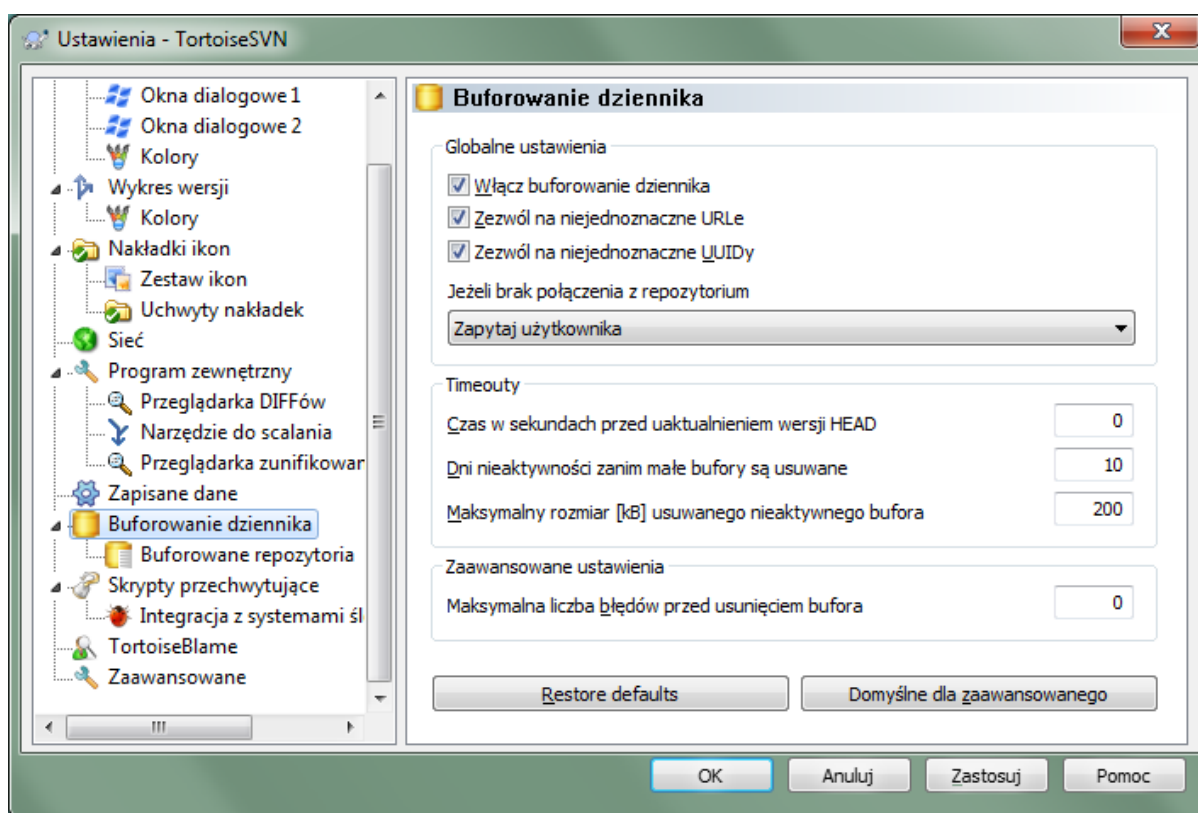 Ustawienia - TortoiseSVN
Okna dialogowe 1
Okna dialogowe 2
Kolory
Wykres wersji
Kolory
Nakładki ikon
Zestaw ikon
Uchwyty nakładek
Sieć
Program zewnętrzny
Przeglądarka DIFFów
Narzędzie do scalania
Przeglądarka zunifikowan
Zapisane dane
Buforowanie dziennika
Buforowane repozytoria
Skrypty przechwytujące
Integracja z systemami śl
TortoiseBlame
Zaawansowane
Buforowanie dziennika
Globalne ustawienia
Włącz buforowanie dziennika
Zezwól na niejednoznaczne URLe
Zezwól na niejednoznaczne UUIDy
Jeżeli brak połączenia z repozytorium
Zapytaj użytkownika
Timeouty
Czas w sekundach przed uaktualnieniem wersji HEAD 0
Dni nieaktywności zanim małe bufory są usuwane 10
Maksymalny rozmiar [kB] usuwanego nieaktywnego bufora 200
Zaawansowane ustawienia
Maksymalna liczba błędów przed usunięciem bufora 0
Restore defaults Domyślne dla zaawansowanego
OK Anuluj Zastosuj Pomoc